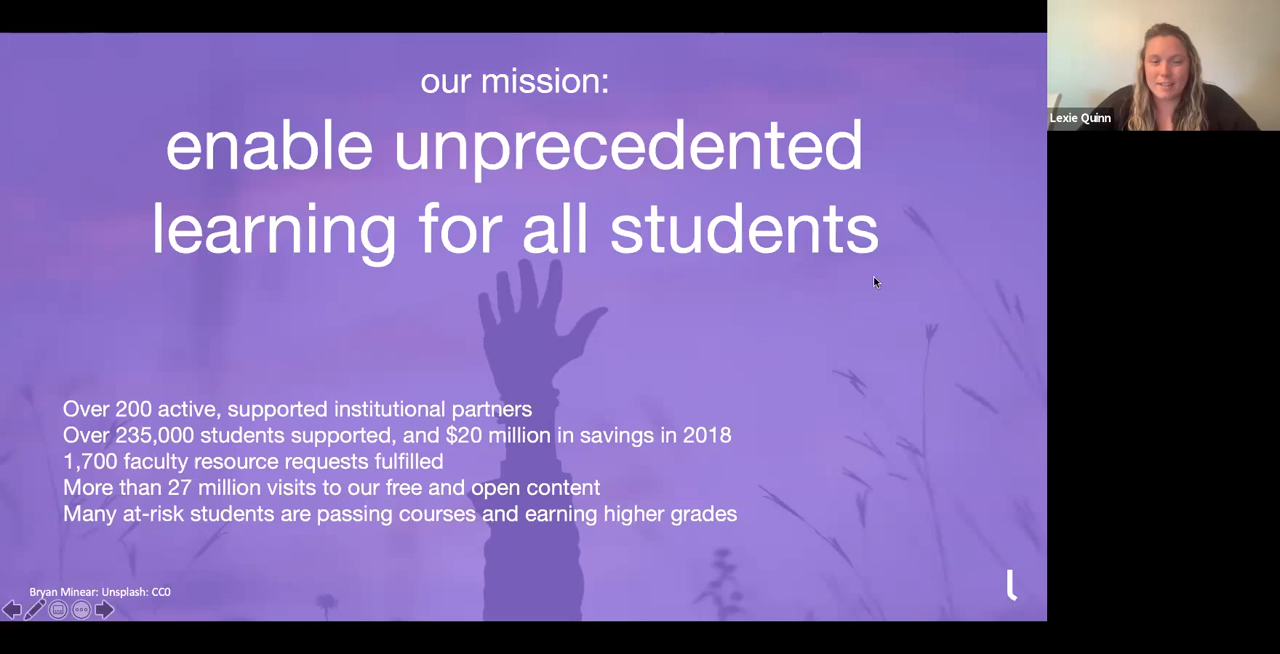 our mission:
enable unprecedented
learning for all students
Over 200 active, supported institutional partners
Over 235,000 students supported, and $20 million in savings in 2018
1,700 faculty resource requests fulfilled
More than 27 million visits to our free and open content
Many at-risk students are passing courses and earning higher grades
Bryan Minear: Unsplash: CC0
Lexie Quinn